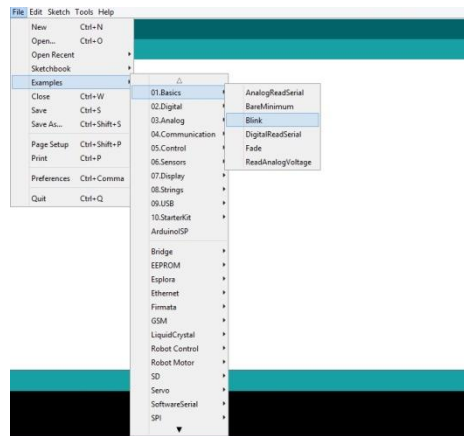 File Edit Sketch Tools Help
New Ctrl+N
Open... Ctrl+O
Open Recent
Sketchbook
Examples
Close Ctrl+W
Save Ctrl+S
Save As... Ctrl+Shift+S
Page Setup Ctrl+Shift+P
Print Ctrl+P
Preferences Ctrl+Comma
Quit Ctrl+Q
01.Basics
02.Digital
03.Analog
04.Communication
05.Control
06.Sensors
07.Display
08.Strings
09.USB
10.StarterKit
ArduinoISP
Bridge
EEPROM
Esplora
Ethernet
Firmata
GSM
LiquidCrystal
Robot Control
Robot Motor
SD
Servo
SoftwareSerial
SPI
AnalogReadSerial
BareMinimum
Blink
DigitalReadSerial
Fade
ReadAnalogVoltage